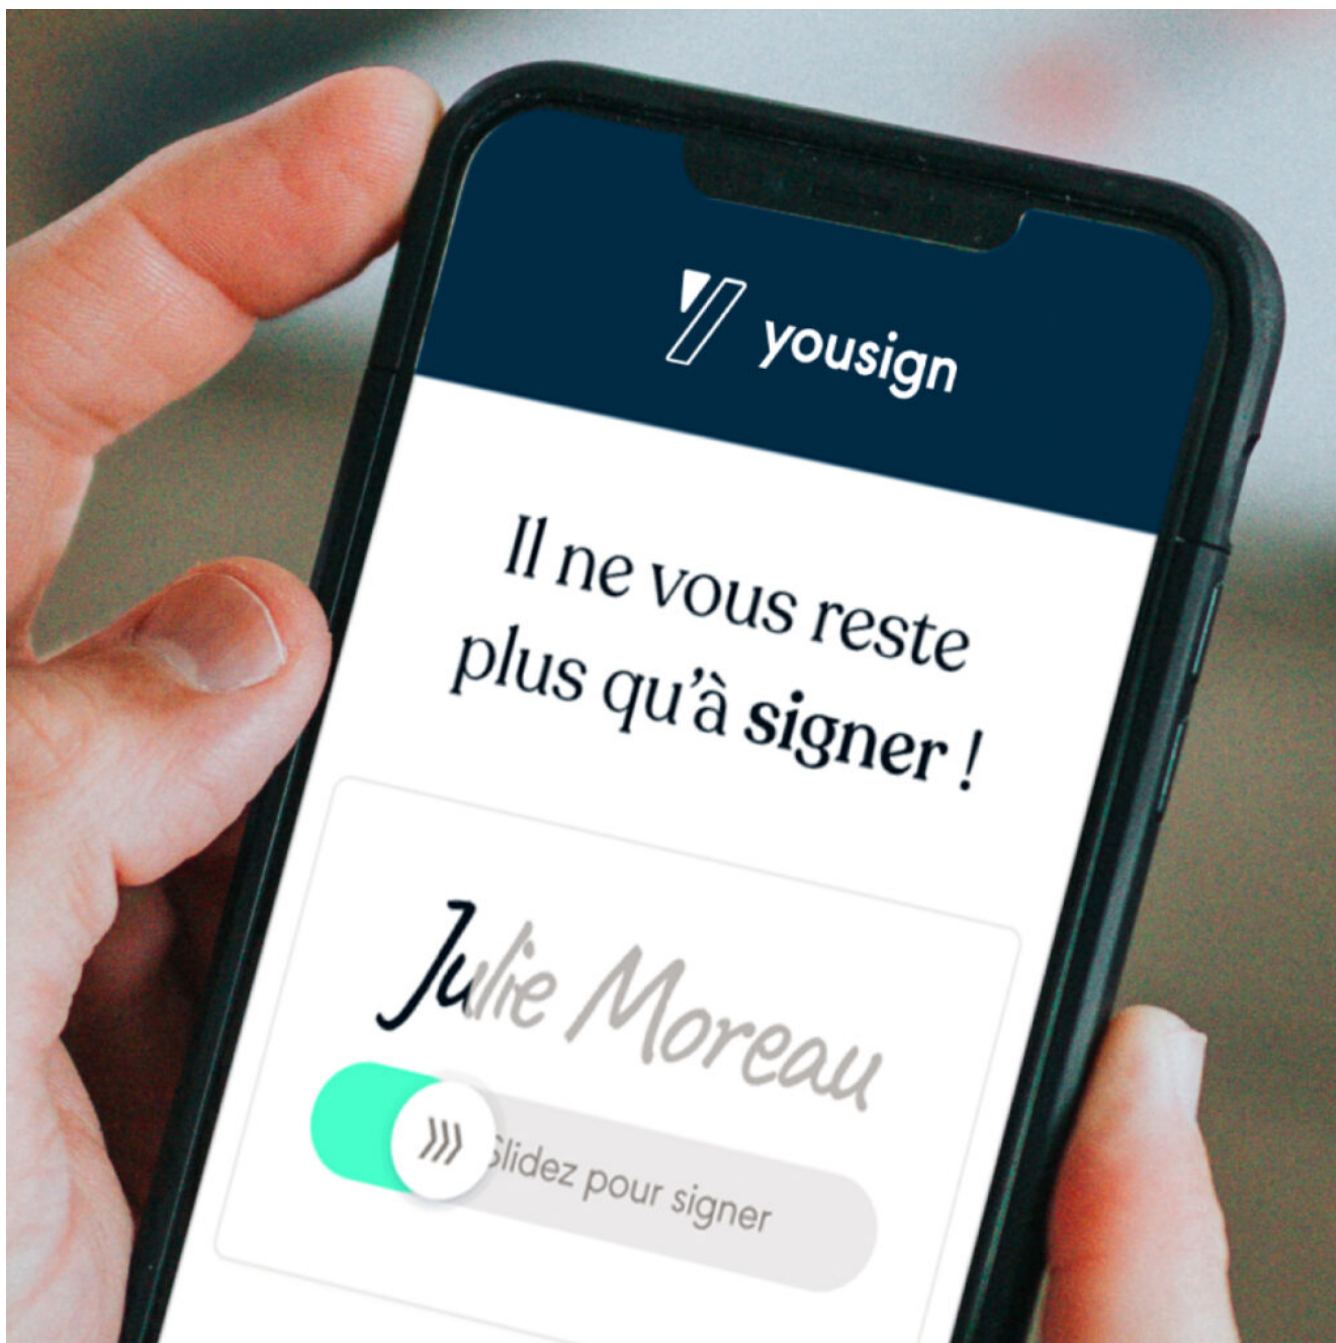 yousign
Il ne vous reste
plus qu’à signer !
Julie Moreau
Slidez pour signer